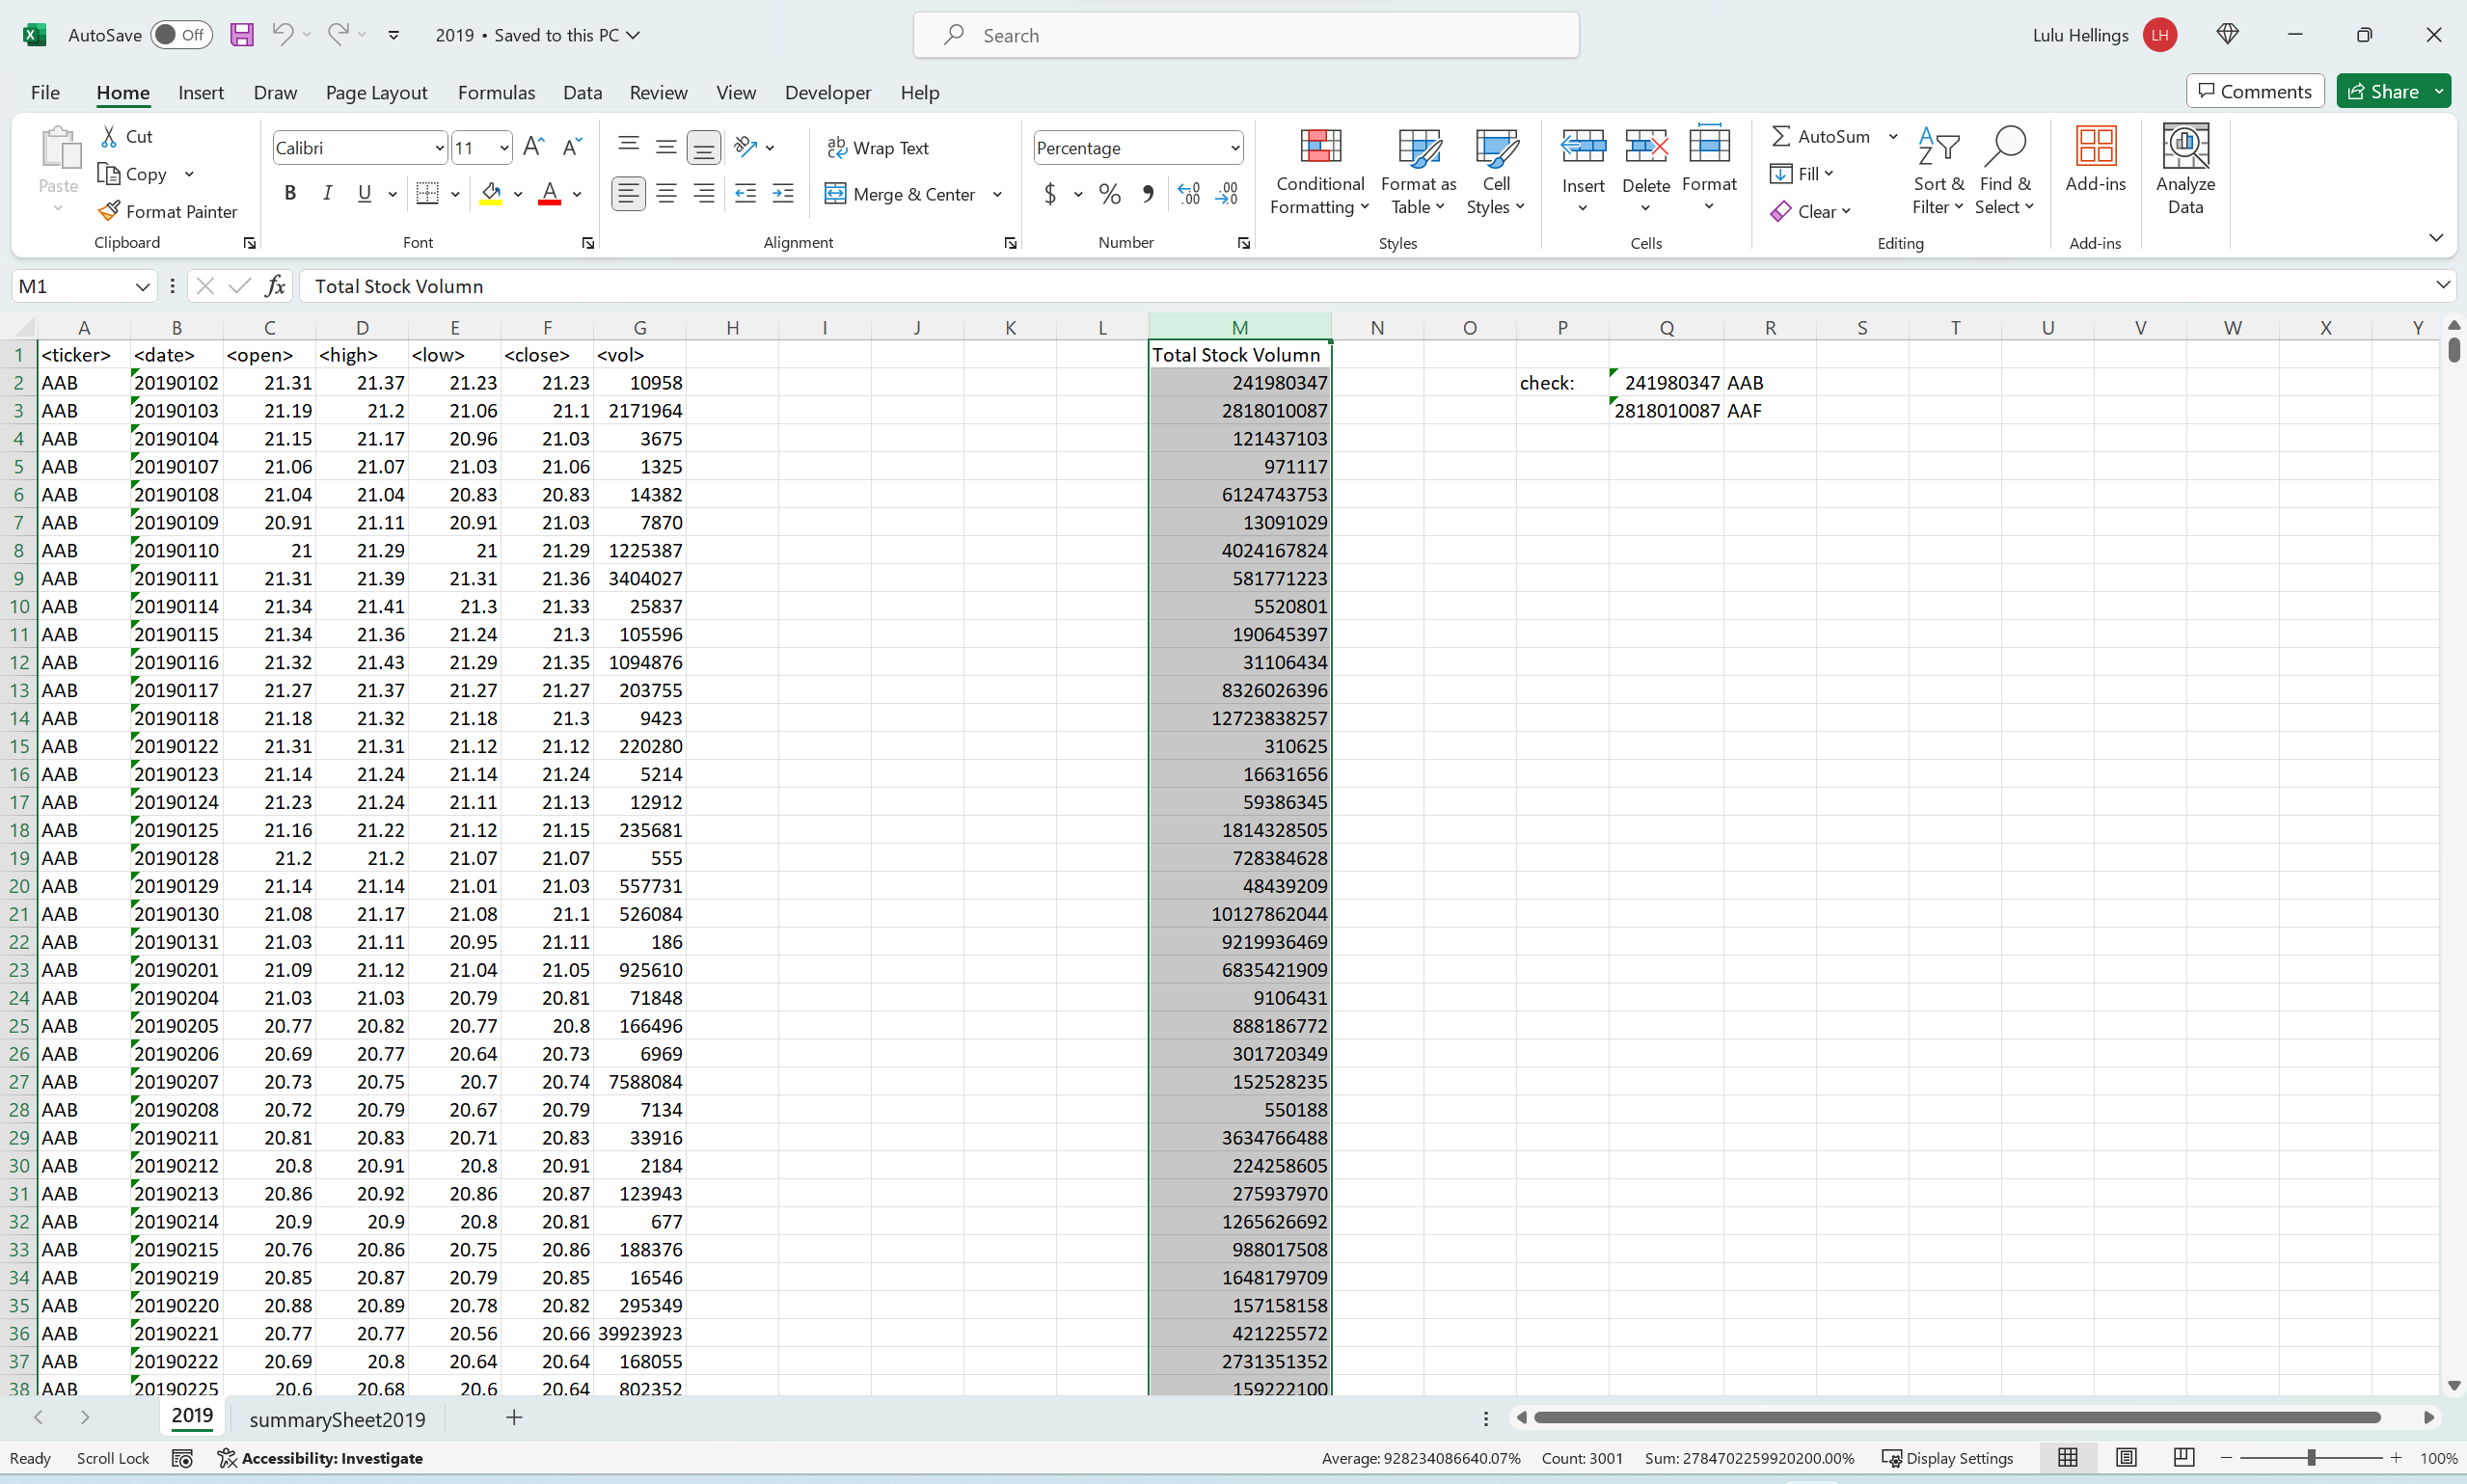 AutoSave Off 2019 • Saved to this PC Search Lulu Hellings LH
File Home Insert Draw Page Layout Formulas Data Review View Developer Help Comments Share
Paste Cut Copy Format Painter Clipboard
Calibri 11 B I U A Font
Wrap Text Merge & Center Alignment
Percentage $ % Number
Conditional Formatting Format as Table Cell Styles Styles
Insert Delete Format Cells
AutoSum Fill Clear Sort & Filter Find & Select Editing
Add-ins Add-ins
Analyze Data
M1 fx Total Stock Volumn
A B C D E F G H I J K L M N O P Q R S T U V W X Y
1 <ticker> <date> <open> <high> <low> <close> <vol> Total Stock Volumn
2 AAB 20190102 21.31 21.37 21.23 21.23 10958 241980347 check: 241980347 AAB
3 AAB 20190103 21.19 21.2 21.06 21.1 2171964 2818010087 2818010087 AAF
4 AAB 20190104 21.15 21.17 20.96 21.03 3675 121437103
5 AAB 20190107 21.06 21.07 21.03 21.06 1325 971117
6 AAB 20190108 21.04 21.04 20.83 20.83 14382 6124743753
7 AAB 20190109 20.91 21.11 20.91 21.03 7870 13091029
8 AAB 20190110 21 21.29 21 21.29 1225387 4024167824
9 AAB 20190111 21.31 21.39 21.31 21.36 3404027 581771223
10 AAB 20190114 21.34 21.41 21.3 21.33 25837 5520801
11 AAB 20190115 21.34 21.36 21.24 21.3 105596 190645397
12 AAB 20190116 21.32 21.43 21.29 21.35 1094876 31106434
13 AAB 20190117 21.27 21.37 21.27 21.27 203755 8326026396
14 AAB 20190118 21.18 21.32 21.18 21.3 9423 12723838257
15 AAB 20190122 21.31 21.31 21.12 21.12 220280 310625
16 AAB 20190123 21.14 21.24 21.14 21.24 5214 16631656
17 AAB 20190124 21.23 21.24 21.11 21.13 12912 59386345
18 AAB 20190125 21.16 21.22 21.12 21.15 235681 1814328505
19 AAB 20190128 21.2 21.2 21.07 21.07 555 728384628
20 AAB 20190129 21.14 21.14 21.01 21.03 557731 48439209
21 AAB 20190130 21.08 21.17 21.08 21.1 526084 10127862044
22 AAB 20190131 21.03 21.11 20.95 21.11 186 9219936469
23 AAB 20190201 21.09 21.12 21.04 21.05 925610 6835421909
24 AAB 20190204 21.03 21.03 20.79 20.81 71848 9106431
25 AAB 20190205 20.77 20.82 20.77 20.8 166496 888186772
26 AAB 20190206 20.69 20.77 20.64 20.73 6969 301720349
27 AAB 20190207 20.73 20.75 20.7 20.74 7588084 152528235
28 AAB 20190208 20.72 20.79 20.67 20.79 7134 550188
29 AAB 20190211 20.81 20.83 20.71 20.83 33916 3634766488
30 AAB 20190212 20.8 20.91 20.8 20.91 2184 224258605
31 AAB 20190213 20.86 20.92 20.86 20.87 123943 275937970
32 AAB 20190214 20.9 20.9 20.8 20.81 677 1265626692
33 AAB 20190215 20.76 20.86 20.75 20.86 188376 988017508
34 AAB 20190219 20.85 20.87 20.79 20.85 16546 1648179709
35 AAB 20190220 20.88 20.89 20.78 20.82 295349 157158158
36 AAB 20190221 20.77 20.77 20.56 20.66 39923923 421225572
37 AAB 20190222 20.69 20.8 20.64 20.64 168055 2731351352
38 AAB 20190225 20.6 20.68 20.6 20.64 802352 159222100
2019 summarySheet2019
Ready Scroll Lock Accessibility: Investigate Average: 928234086640.07% Count: 3001 Sum: 2784702259920200.00% Display Settings 100%